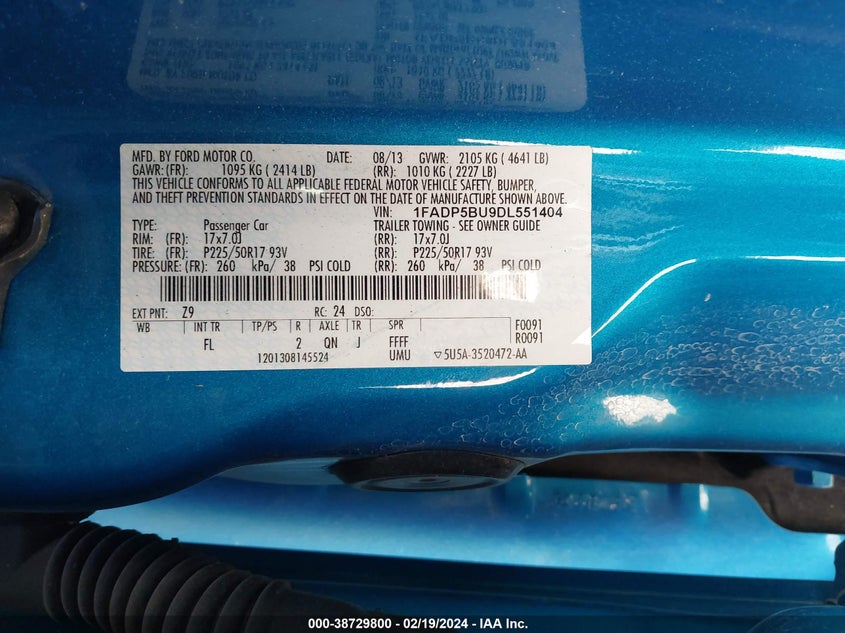 MFD. BY FORD MOTOR CO. DATE: 08/13 GVWR: 2105 KG ( 4641 LB)
GAWR:(FR): 1095 KG ( 2414 LB) (RR): 1010 KG ( 2227 LB)
THIS VEHICLE CONFORMS TO ALL APPLICABLE FEDERAL MOTOR VEHICLE SAFETY, BUMPER,
AND THEFT PREVENTION STANDARDS IN EFFECT ON THE DATE OF MANUFACTURE SHOWN ABOVE.
VIN: 1FADP5BU9DL551404
TYPE: Passenger Car TRAILER TOWING - SEE OWNER GUIDE
RIM: (FR): 17x7.0J (RR): 17x7.0J
TIRE: (FR): P225/50R17 93V (RR): P225/50R17 93V
PRESSURE: (FR): 260 kPa/ 38 PSI COLD (RR): 260 kPa/ 38 PSI COLD
EXT PNT: Z9 RC: 24 DSO: F0091
WB INT TR TP/PS R AXLE TR SPR R0091
FL 2 QN J FFFF
1201308145524 UMU ▽5U5A-3520472-AA
000-38729800 - 02/19/2024 - IAA Inc.